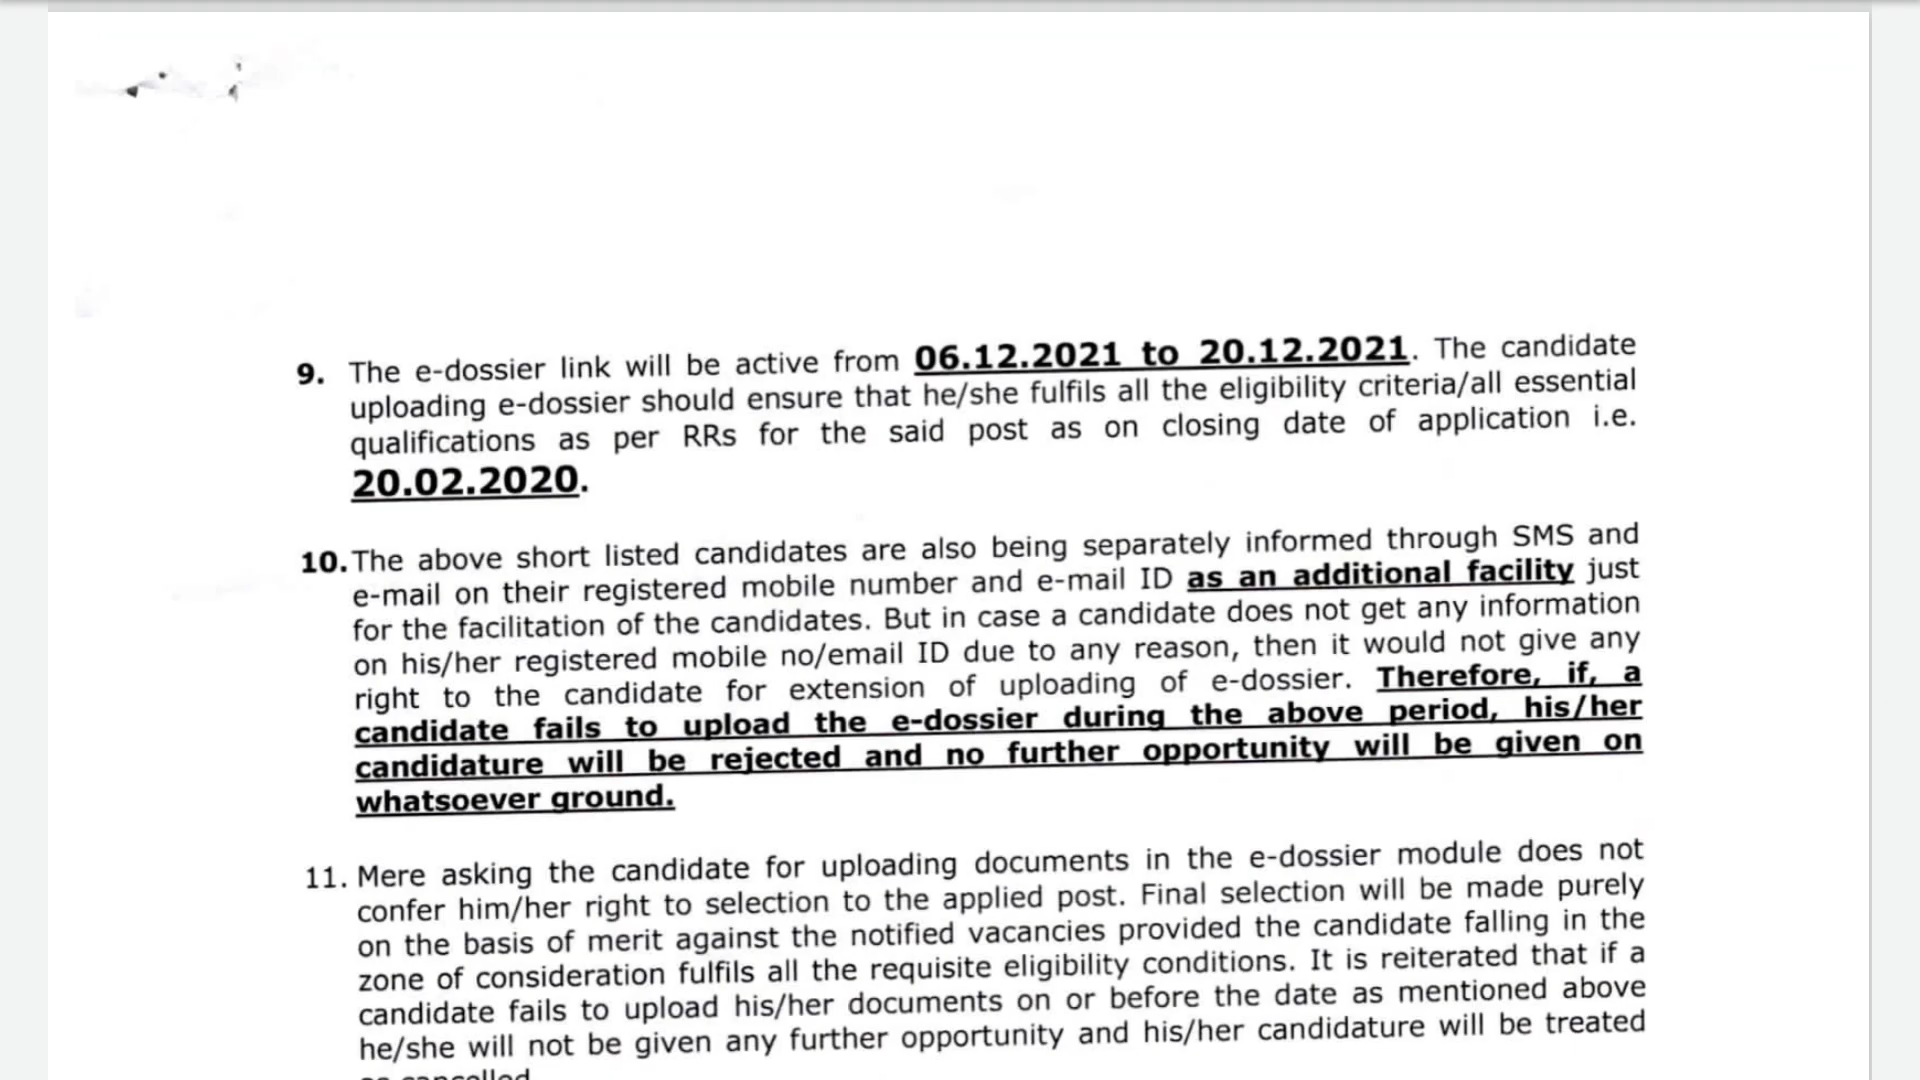 9. The e-dossier link will be active from 06.12.2021 to 20.12.2021. The candidate
uploading e-dossier should ensure that he/she fulfils all the eligibility criteria/all essential
qualifications as per RRs for the said post as on closing date of application i.e.
20.02.2020.
10. The above short listed candidates are also being separately informed through SMS and
e-mail on their registered mobile number and e-mail ID as an additional facility just
for the facilitation of the candidates. But in case a candidate does not get any information
on his/her registered mobile no/email ID due to any reason, then it would not give any
right to the candidate for extension of uploading of e-dossier. Therefore, if, a
candidate fails to upload the e-dossier during the above period, his/her
candidature will be rejected and no further opportunity will be given on
whatsoever ground.
11. Mere asking the candidate for uploading documents in the e-dossier module does not
confer him/her right to selection to the applied post. Final selection will be made purely
on the basis of merit against the notified vacancies provided the candidate falling in the
zone of consideration fulfils all the requisite eligibility conditions. It is reiterated that if a
candidate fails to upload his/her documents on or before the date as mentioned above
he/she will not be given any further opportunity and his/her candidature will be treated
as cancelled